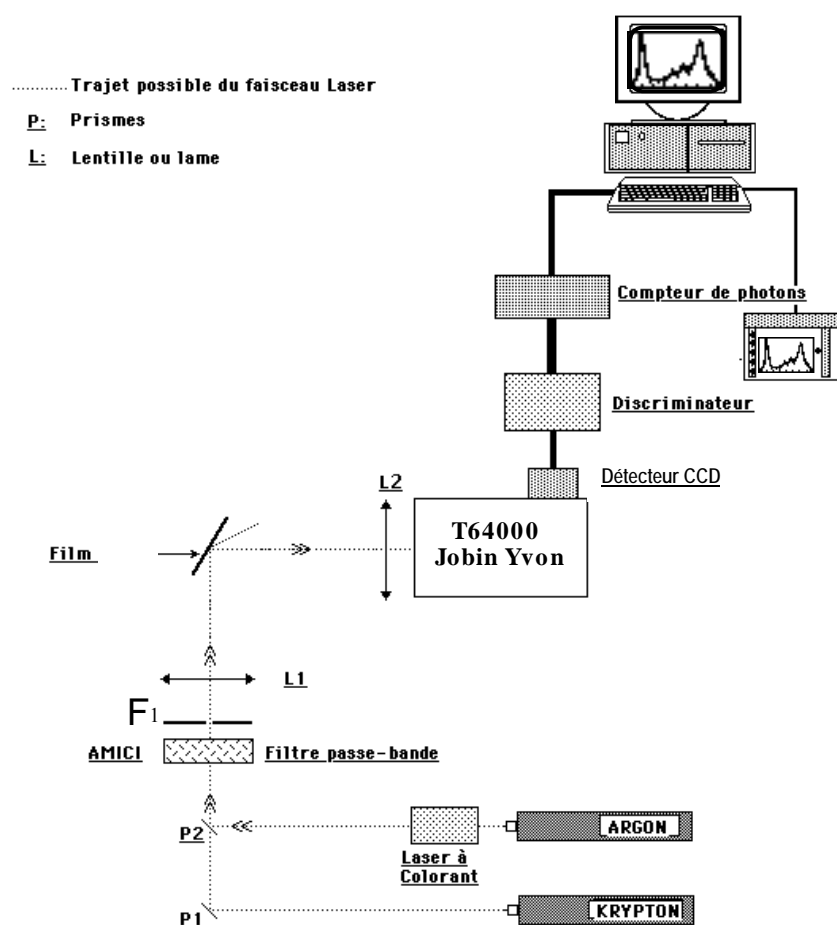 ............ Trajet possible du faisceau Laser
P: Prismes
L: Lentille ou lame
Compteur de photons
Discriminateur
Détecteur CCD
L2
T64000
Jobin Yvon
Film
L1
F1
AMICI
Filtre passe-bande
P2
ARGON
Laser à
Colorant
P1
KRYPTON